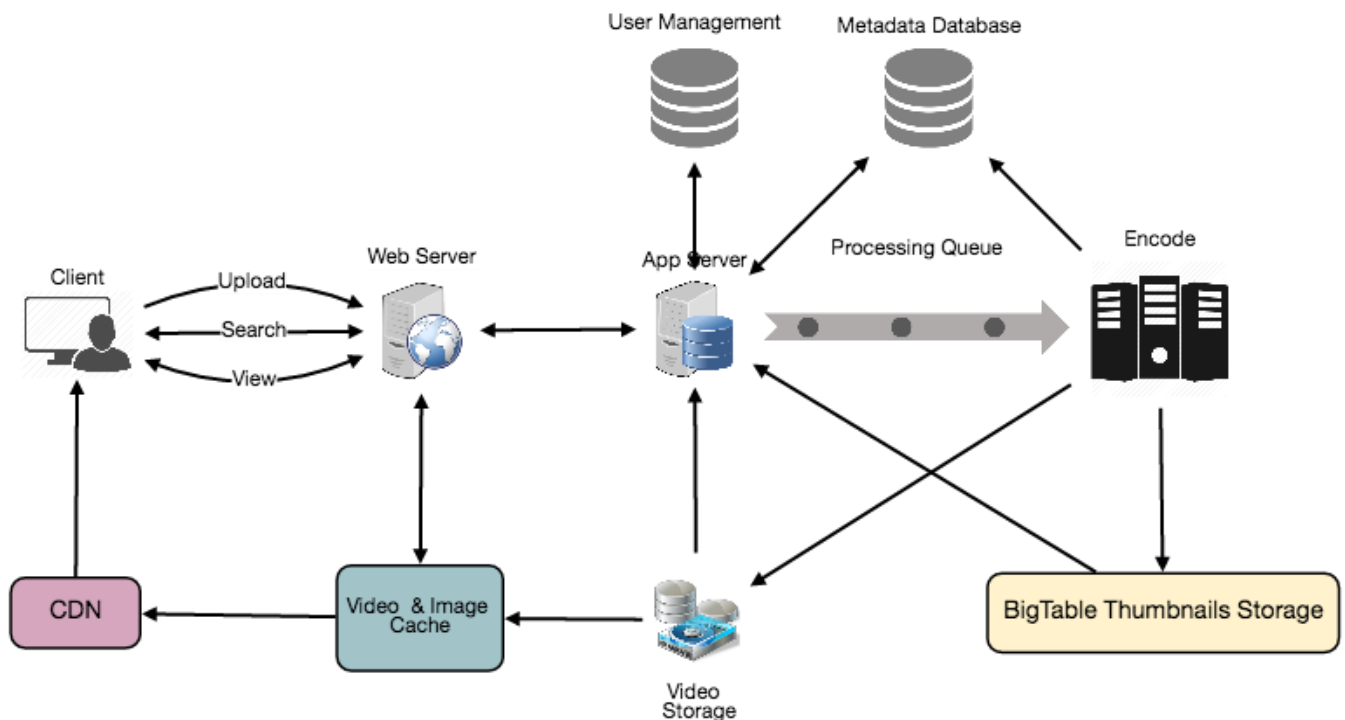 User Management
Metadata Database
Processing Queue
Encode
Web Server
App Server
Client
Upload
Search
View
CDN
Video & Image
Cache
BigTable Thumbnails Storage
Video
Storage